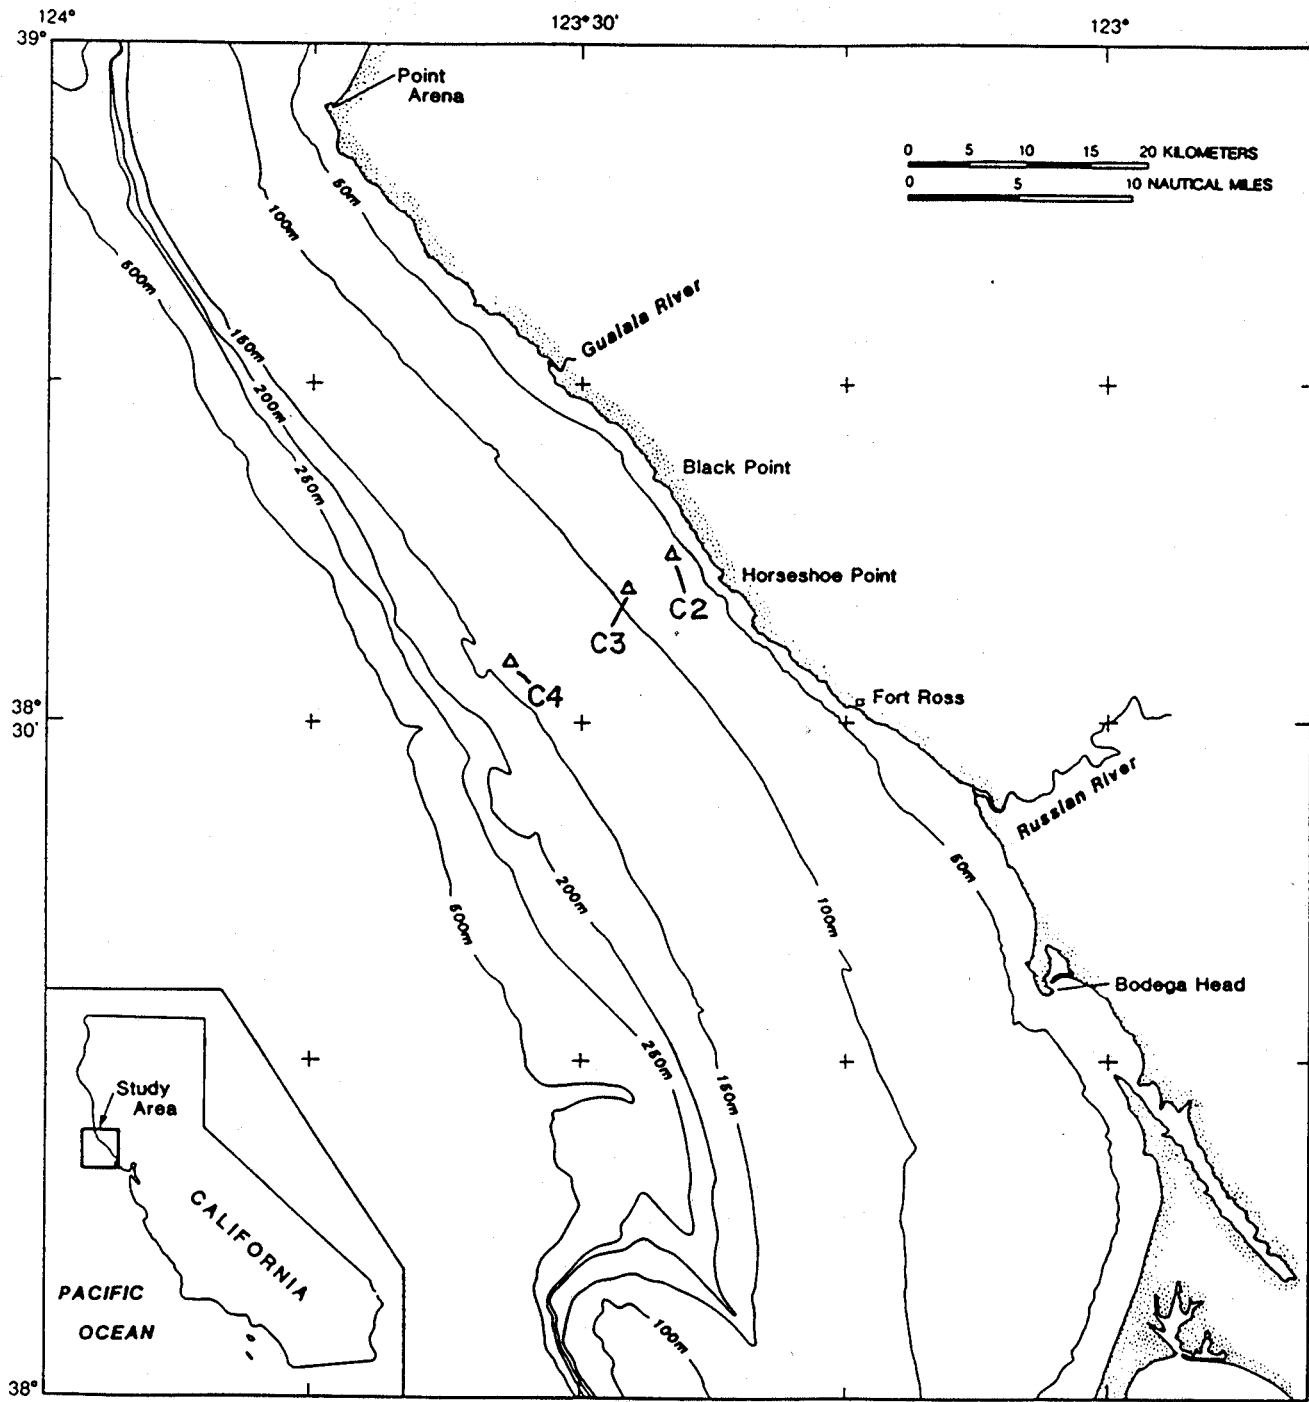 124°
123°30'
123°
39°
Point
Arena
0 5 10 15 20 KILOMETERS
0 5 10 NAUTICAL MILES
50m
100m
500m
Gualala River
150m
200m
250m
Black Point
Horseshoe Point
C2
C3
C4
Fort Ross
38°
30'
Russian River
50m
200m
100m
500m
Bodega Head
250m
150m
Study
Area
CALIFORNIA
PACIFIC
OCEAN
100m
38°